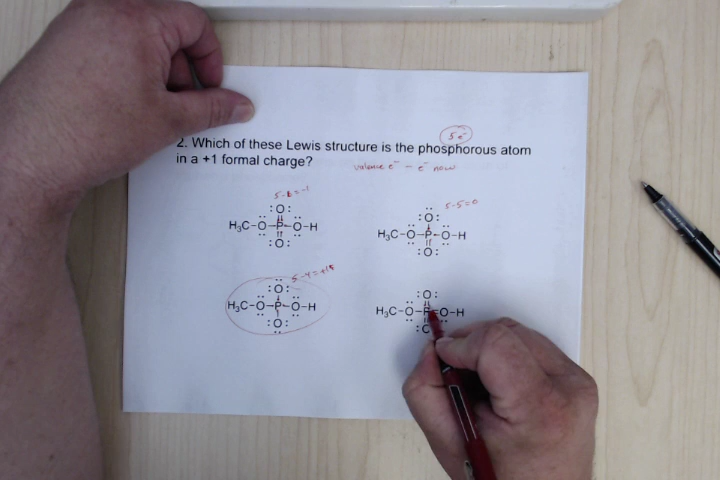 5 e⁻
2. Which of these Lewis structure is the phosphorous atom
in a +1 formal charge?
valence e⁻ – e⁻ now
5-6=-1
5-5=0
:O:
H₃C-O-P-O-H
:O:
:O:
H₃C-O-P-O-H
:O:
5-4=+1
:O:
H₃C-O-P-O-H
:O:
:O:
H₃C-O-P=O-H